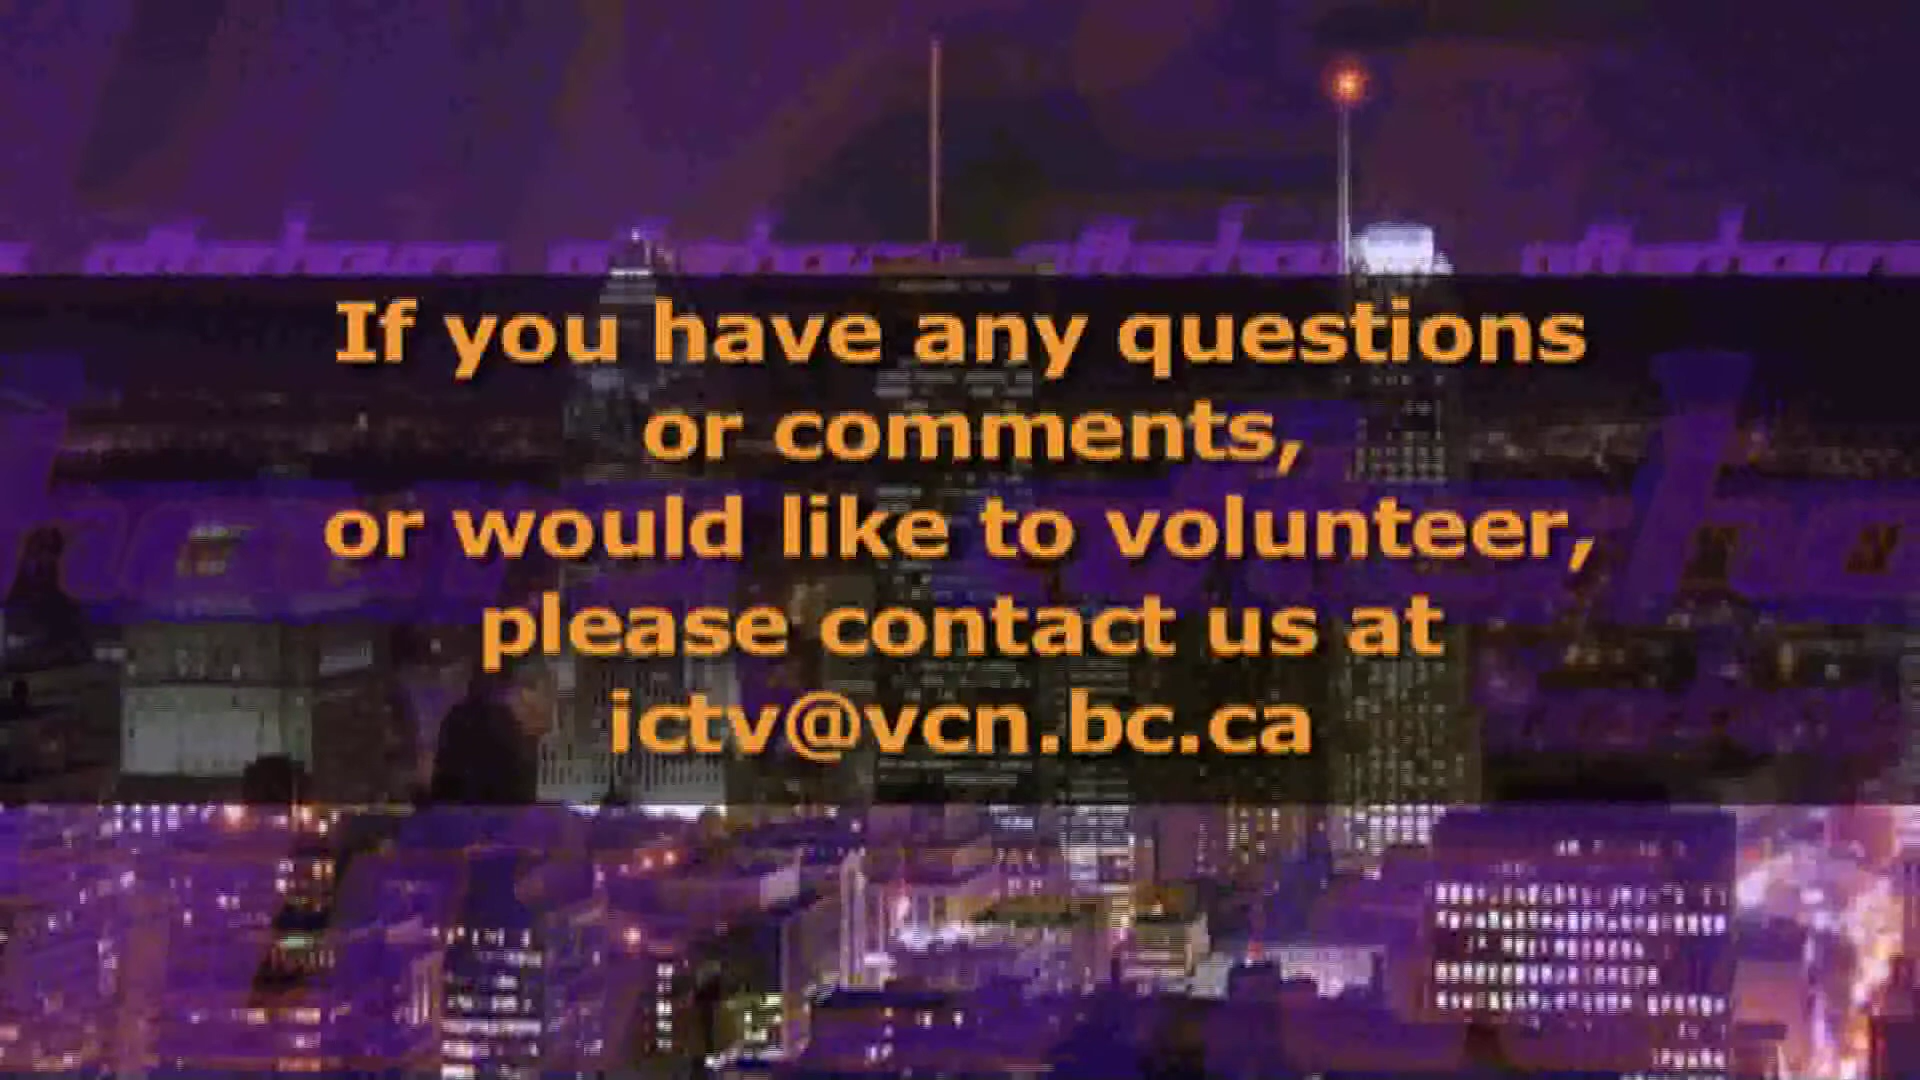 If you have any questions
or comments,
or would like to volunteer,
please contact us at
ictv@vcn.bc.ca